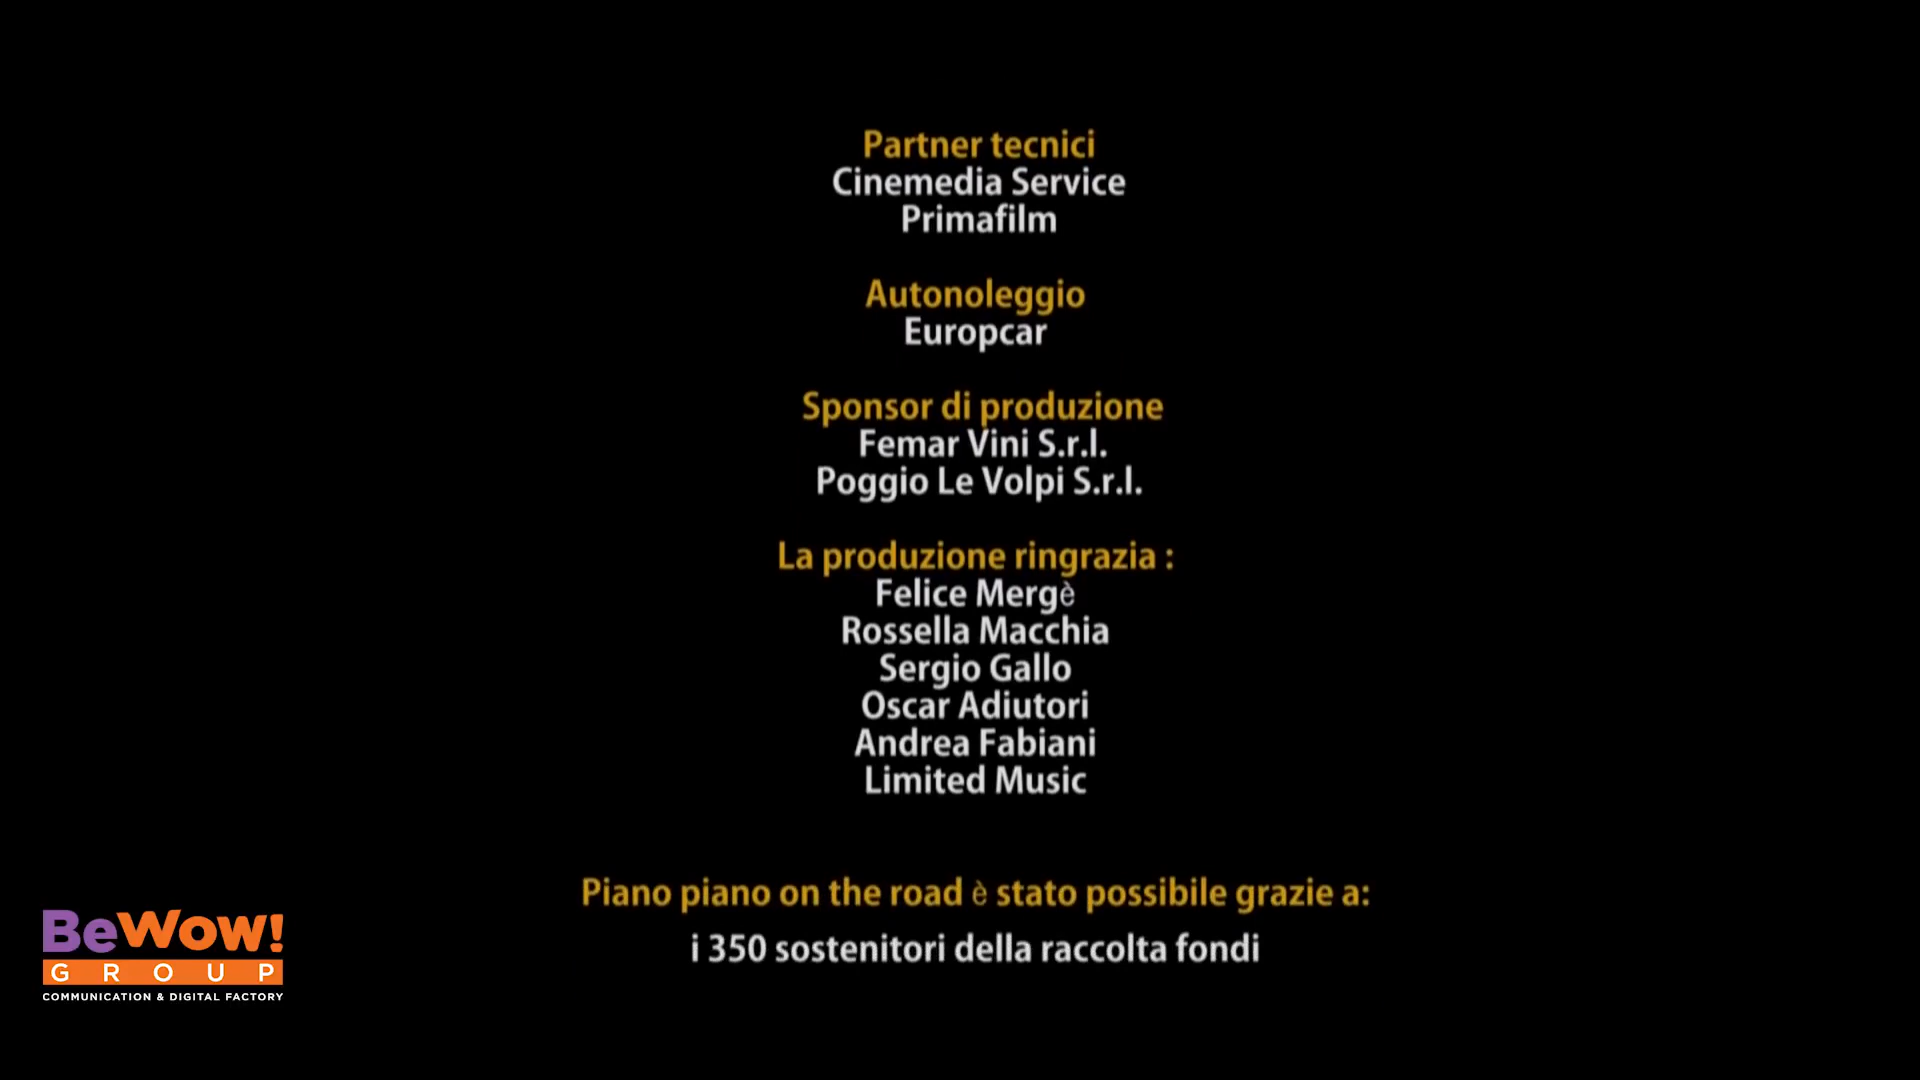 Partner tecnici
Cinemedia Service
Primafilm
Autonoleggio
Europcar
Sponsor di produzione
Femar Vini S.r.l.
Poggio Le Volpi S.r.l.
La produzione ringrazia :
Felice Mergè
Rossella Macchia
Sergio Gallo
Oscar Adiutori
Andrea Fabiani
Limited Music
Piano piano on the road è stato possibile grazie a:
i 350 sostenitori della raccolta fondi
BeWow!
GROUP
COMMUNICATION & DIGITAL FACTORY